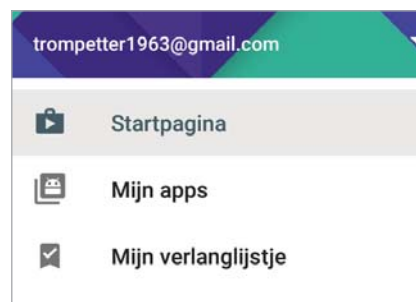 trompetter1963@gmail.com
Startpagina
Mijn apps
Mijn verlanglijstje